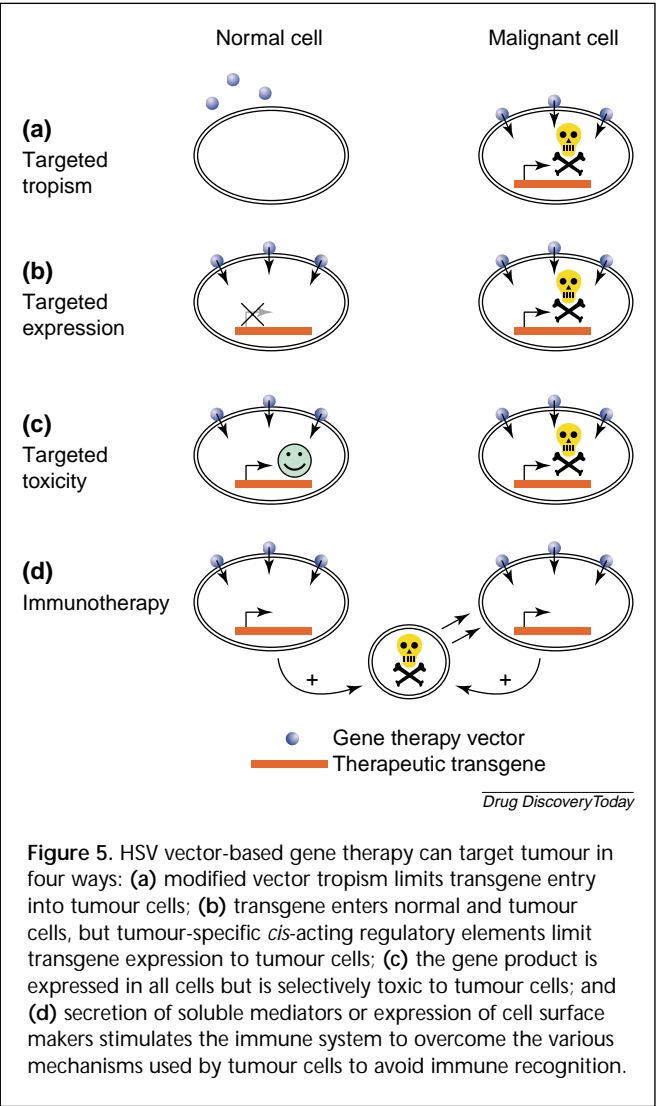 Normal cell Malignant cell
(a)
Targeted
tropism
(b)
Targeted
expression
(c)
Targeted
toxicity
(d)
Immunotherapy
+ +
Gene therapy vector
Therapeutic transgene
Drug Discovery Today
Figure 5. HSV vector-based gene therapy can target tumour in
four ways: (a) modified vector tropism limits transgene entry
into tumour cells; (b) transgene enters normal and tumour
cells, but tumour-specific cis-acting regulatory elements limit
transgene expression to tumour cells; (c) the gene product is
expressed in all cells but is selectively toxic to tumour cells; and
(d) secretion of soluble mediators or expression of cell surface
makers stimulates the immune system to overcome the various
mechanisms used by tumour cells to avoid immune recognition.